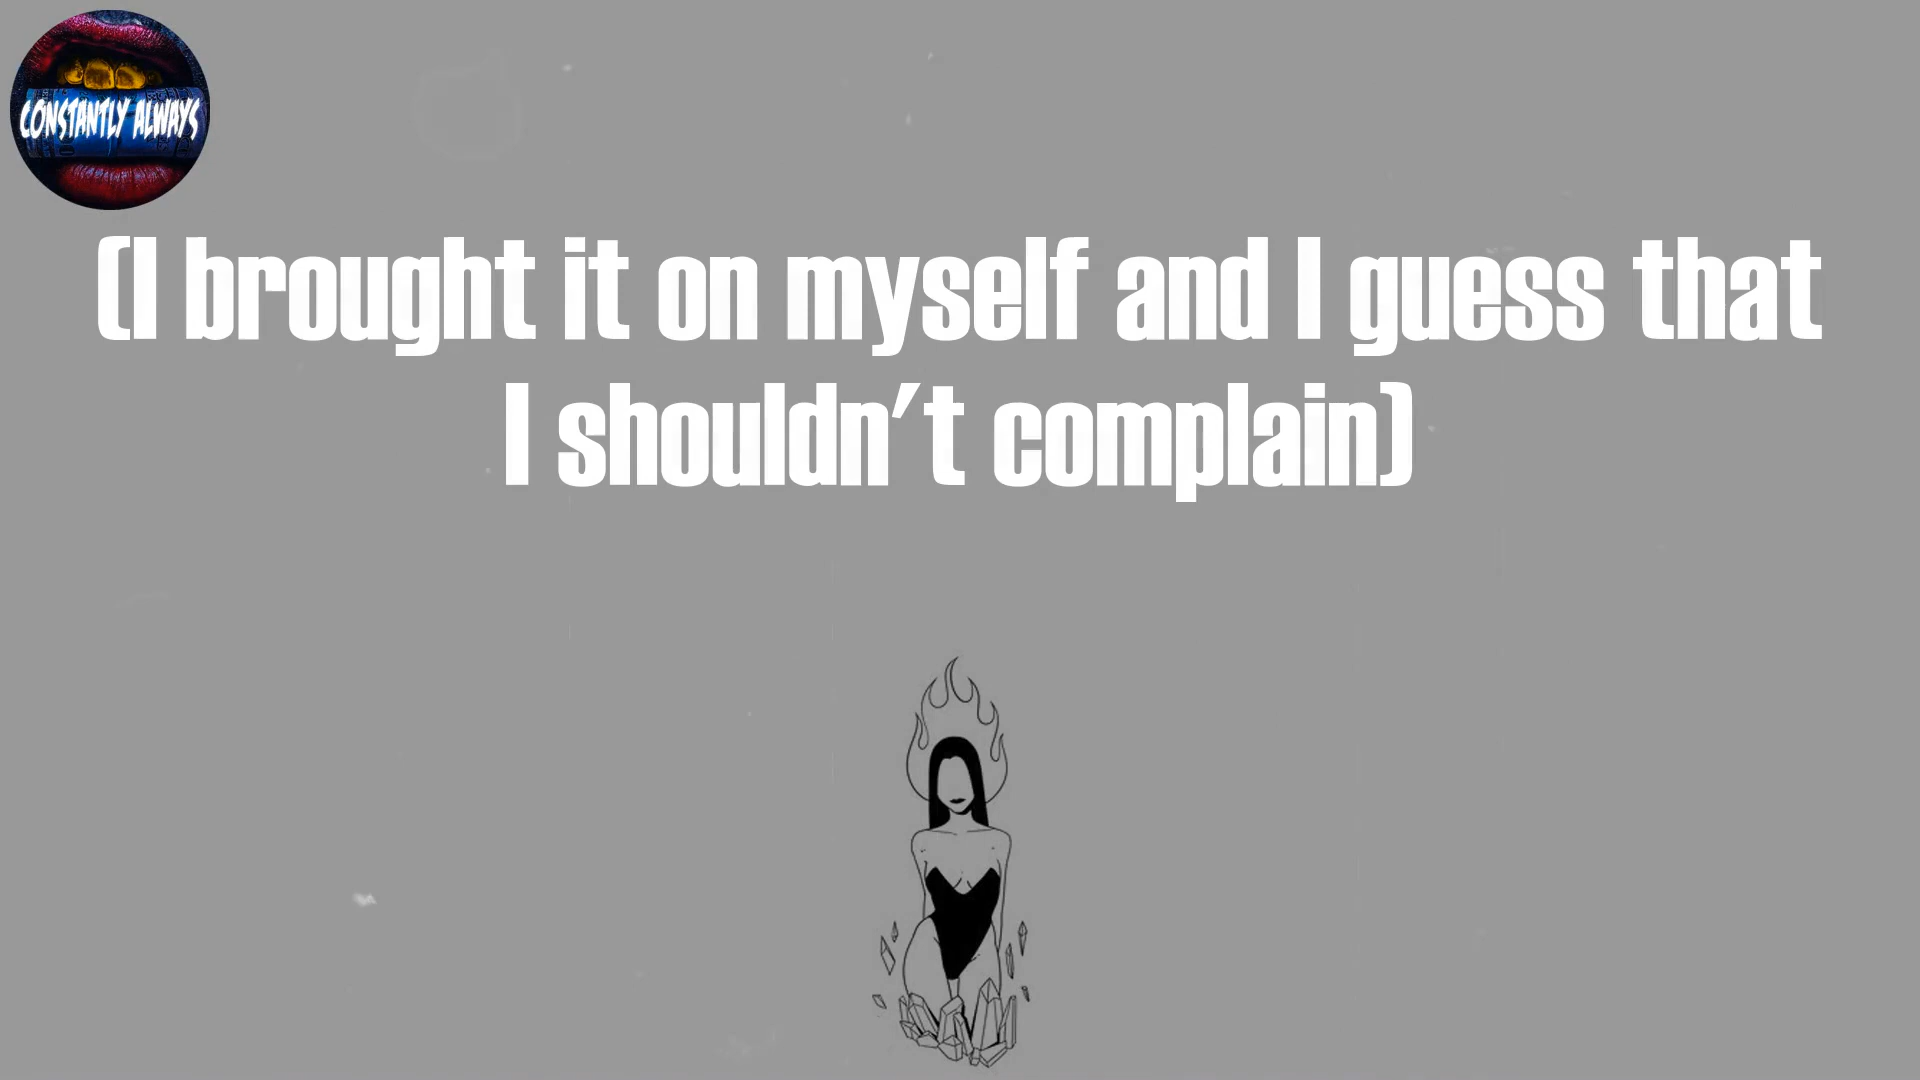 CONSTANTLY ALWAYS
(I brought it on myself and I guess that
I shouldn't complain)